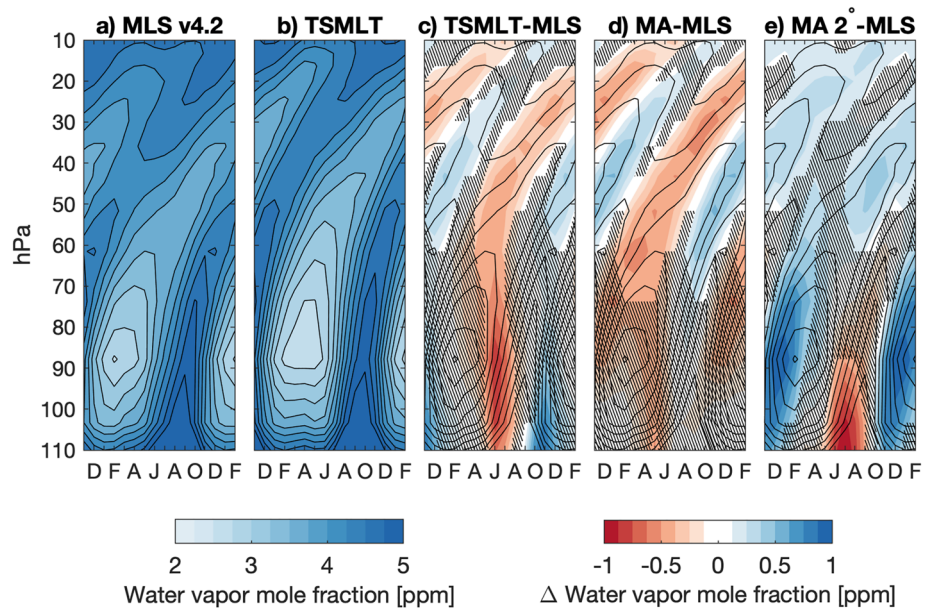 a) MLS v4.2 b) TSMLT c) TSMLT-MLS d) MA-MLS e) MA 2°-MLS
10
20
30
40
50
60
70
80
90
100
110
hPa
D F A J A O D F D F A J A O D F D F A J A O D F D F A J A O D F D F A J A O D F
2 3 4 5 -1 -0.5 0 0.5 1
Water vapor mole fraction [ppm] Δ Water vapor mole fraction [ppm]